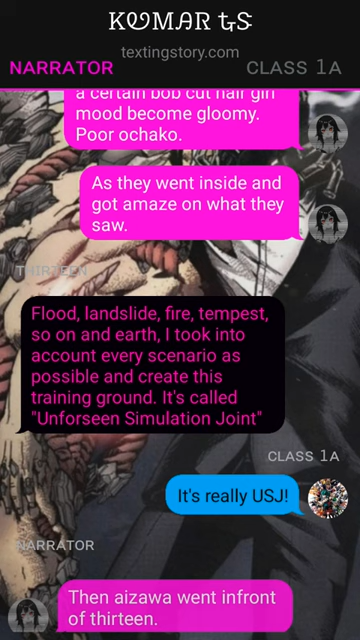 KUMAR GS
textingstory.com
NARRATOR CLASS 1A
a certain bob cut hair girl
mood become gloomy.
Poor ochako.
As they went inside and
got amaze on what they
saw.
THIRTEEN
Flood, landslide, fire, tempest,
so on and earth, I took into
account every scenario as
possible and create this
training ground. It's called
"Unforseen Simulation Joint"
CLASS 1A
It's really USJ!
NARRATOR
Then aizawa went infront
of thirteen.